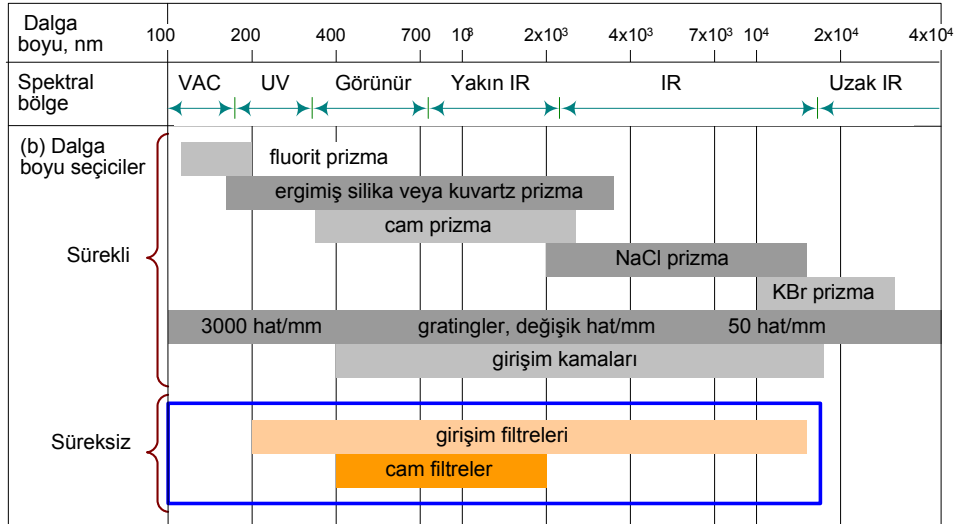 Dalga
boyu, nm
100 200 400 700 10³ 2x10³ 4x10³ 7x10³ 10⁴ 2x10⁴ 4x10⁴
Spektral
bölge
VAC UV Görünür Yakın IR IR Uzak IR
(b) Dalga
boyu seçiciler
fluorit prizma
ergimiş silika veya kuvartz prizma
cam prizma
Sürekli
NaCl prizma
KBr prizma
3000 hat/mm gratingler, değişik hat/mm 50 hat/mm
girişim kamaları
Süreksiz
girişim filtreleri
cam filtreler